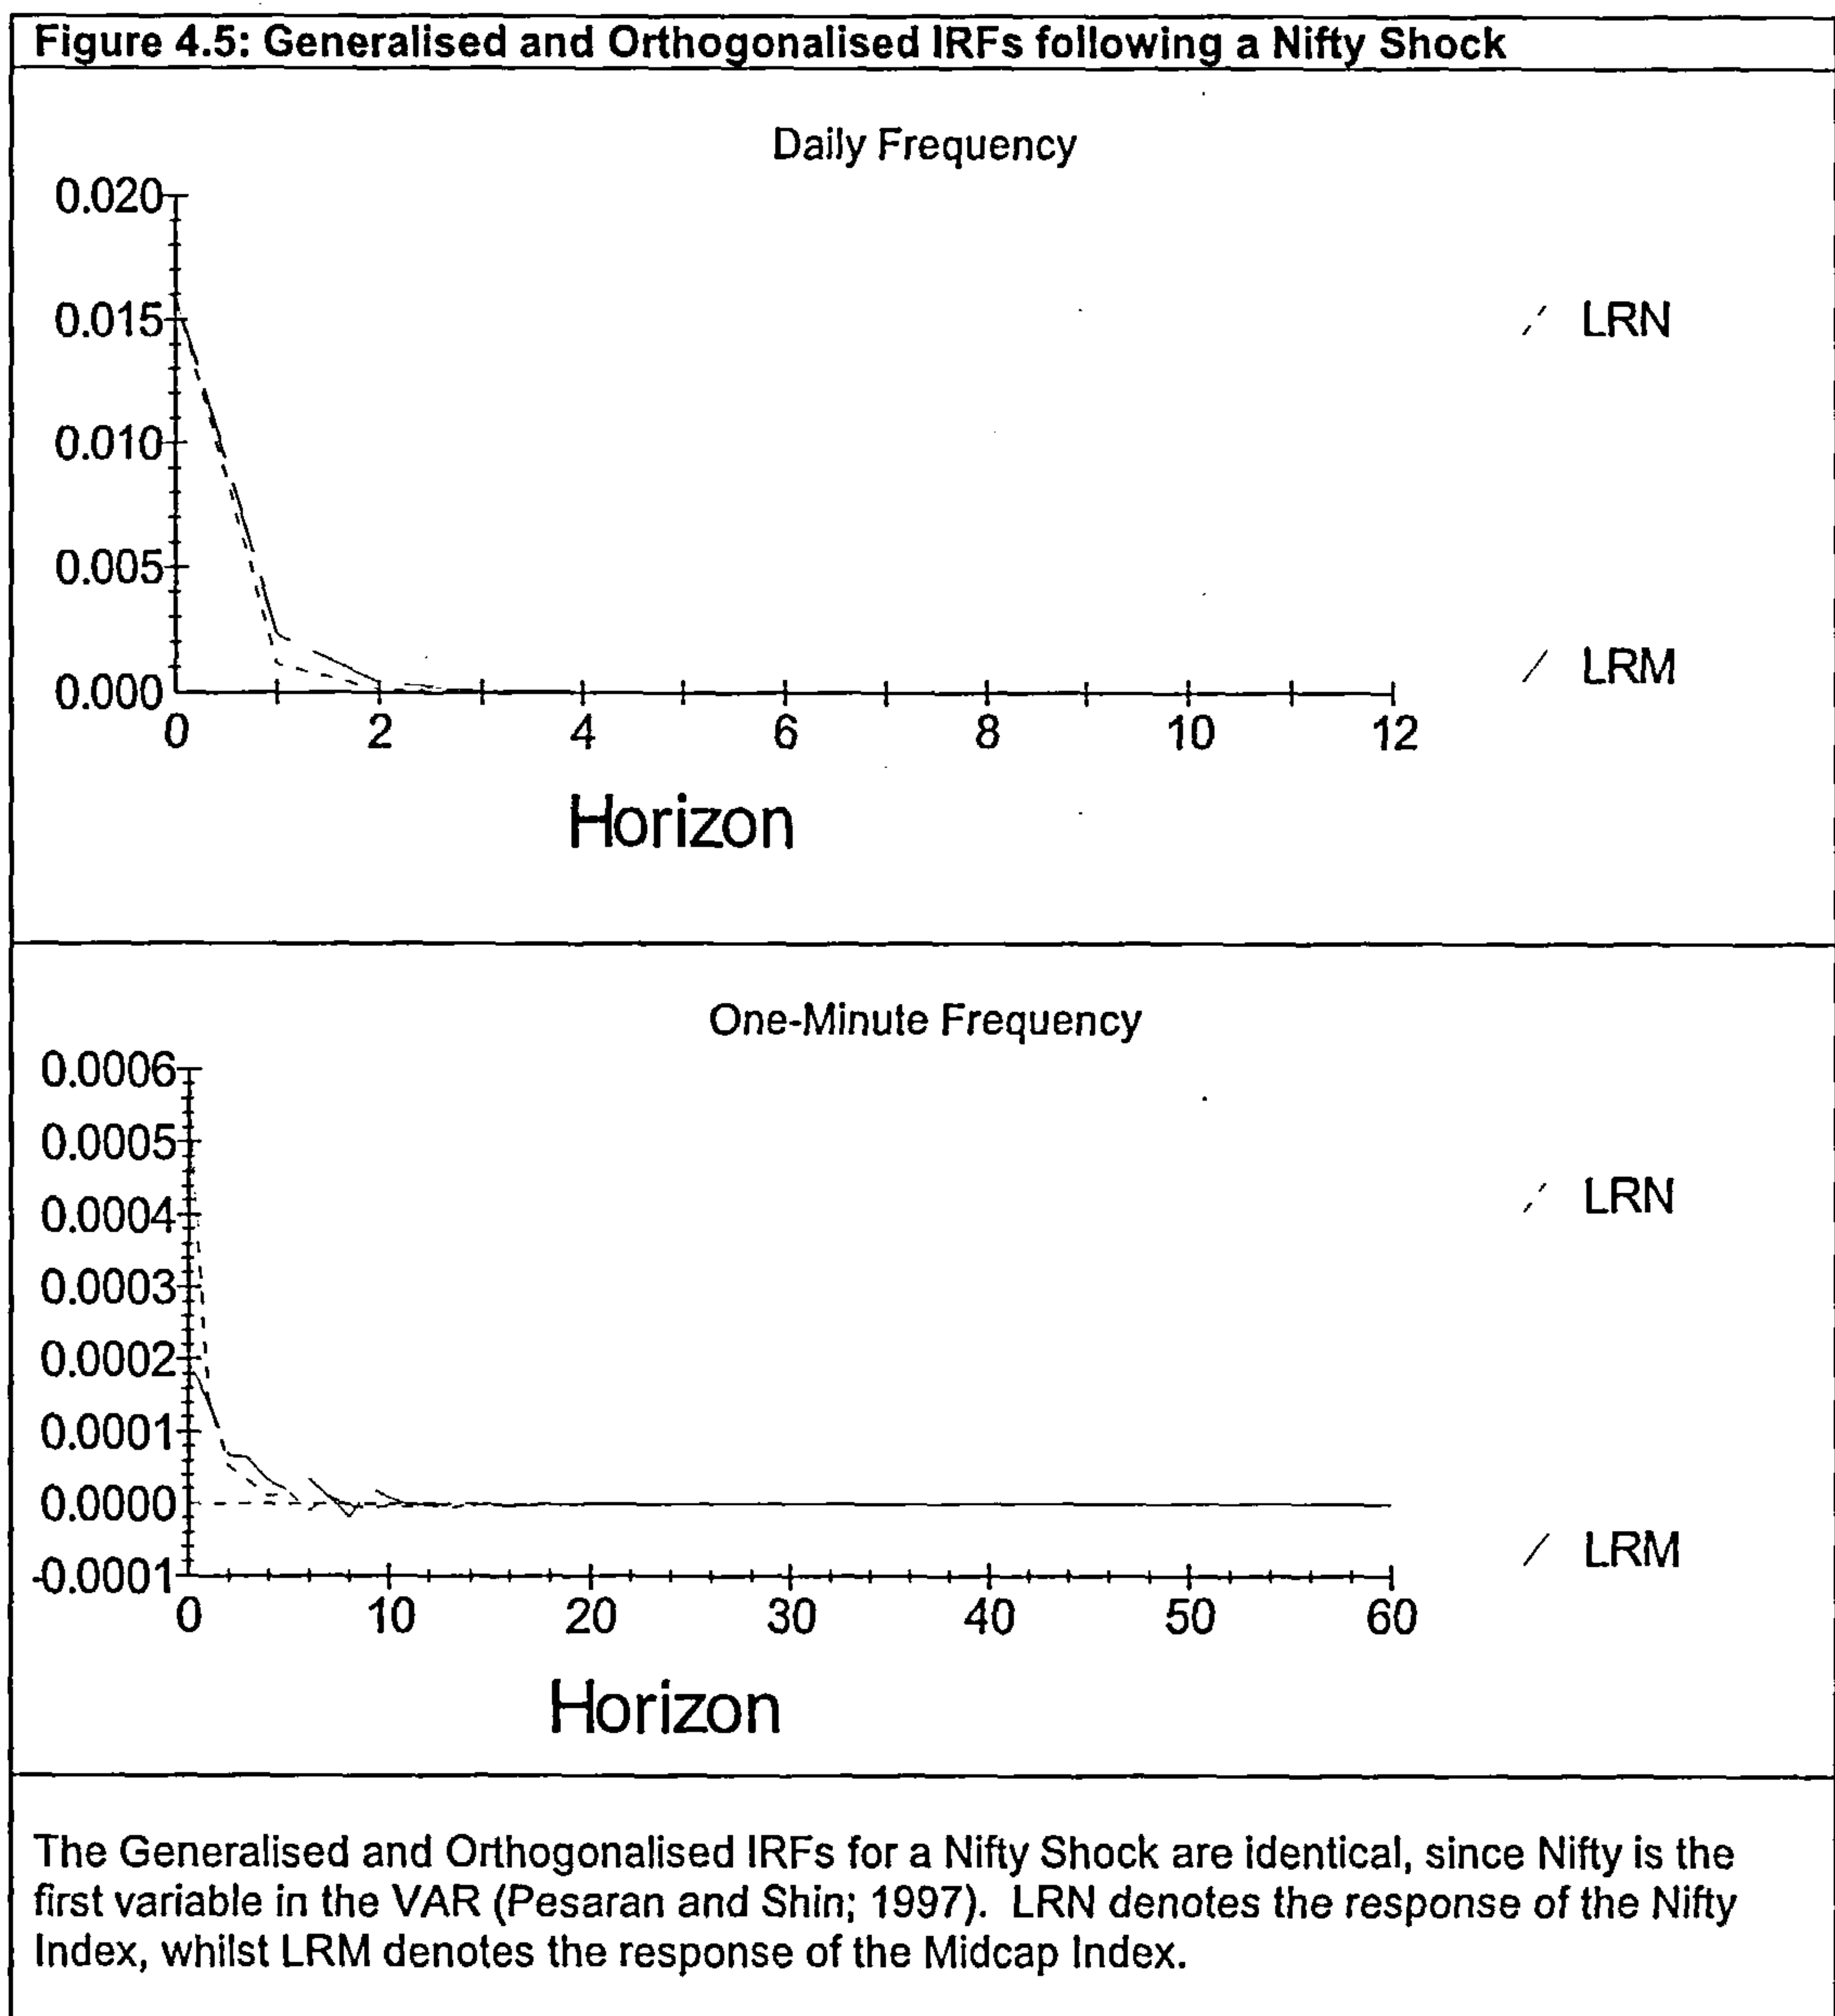 Figure 4.5: Generalised and Orthogonalised IRFs following a Nifty Shock
Daily Frequency
0.020
0.015
0.010
0.005
0.000
0 2 4 6 8 10 12
Horizon
LRN
LRM
One-Minute Frequency
0.0006
0.0005
0.0004
0.0003
0.0002
0.0001
0.0000
-0.0001
0 10 20 30 40 50 60
Horizon
LRN
LRM
The Generalised and Orthogonalised IRFs for a Nifty Shock are identical, since Nifty is the
first variable in the VAR (Pesaran and Shin; 1997). LRN denotes the response of the Nifty
Index, whilst LRM denotes the response of the Midcap Index.